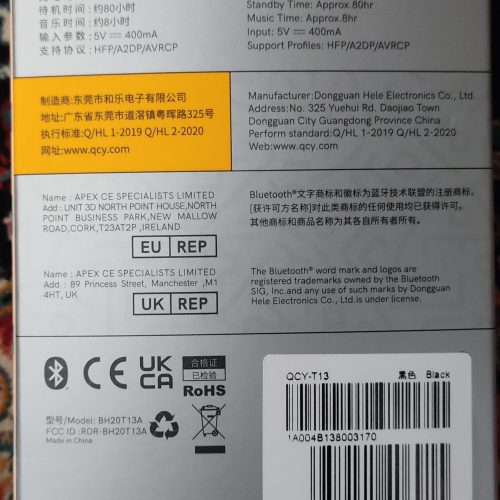 约80小时
待机时间：约80小时
音乐时间：约8小时
输入参数：5V ⎓ 400mA
支持协议：HFP/A2DP/AVRCP
Standby Time: Approx.80hr
Music Time: Approx.8hr
Input: 5V ⎓ 400mA
Support Profiles: HFP/A2DP/AVRCP
制造商:东莞市和乐电子有限公司
地址:广东省东莞市道滘镇粤晖路325号
执行标准:Q/HL 1-2019 Q/HL 2-2020
网址:www.qcy.com
Manufacturer:Dongguan Hele Electronics Co., Ltd.
Address:No. 325 Yuehui Rd. Daojiao Town
Dongguan City Guangdong Province China
Perform standard:Q/HL 1-2019 Q/HL 2-2020
Web:www.qcy.com
Name : APEX CE SPECIALISTS LIMITED
Add : UNIT 3D NORTH POINT HOUSE,NORTH
POINT BUSINESS PARK,NEW MALLOW
ROAD,CORK,T23AT2P ,IRELAND
EU REP
Name : APEX CE SPECIALISTS LIMITED
Add : 89 Princess Street, Manchester ,M1
4HT, UK
UK REP
Bluetooth®文字商标和徽标为蓝牙技术联盟的注册商标,
[获许可方名称]对此类商标的任何使用均已获得许可。
其他商标和商品名称为其各自所有者所有。
The Bluetooth® word mark and logos are
registered trademarks owned by the Bluetooth
SIG, Inc.and any use of such marks by Dongguan
Hele Electronics Co., Ltd.is under license.
CE
UK
CA
合格证
已检验
RoHS
型号/Model: BH20T13A
FCC ID :RDR-BH20T13A
Made in China
QCY-T13
黑色 Black
1A004B138003170